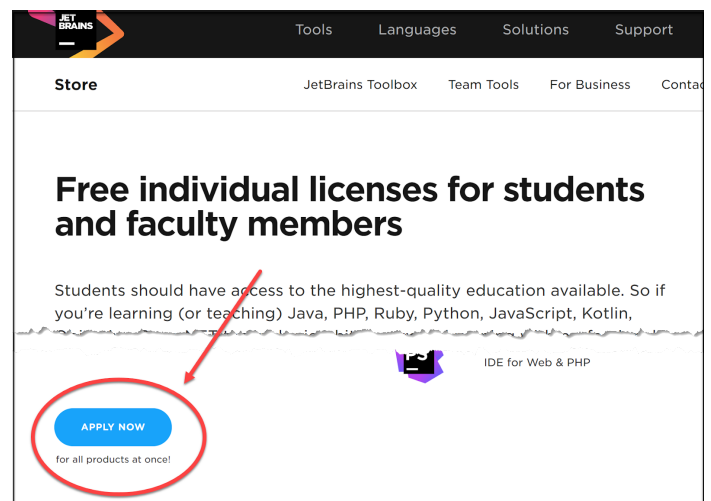 JET
BRAINS
Tools Languages Solutions Support
Store JetBrains Toolbox Team Tools For Business
Free individual licenses for students
and faculty members
Students should have access to the highest-quality education available. So if
you're learning (or teaching) Java, PHP, Ruby, Python, JavaScript, Kotlin,
PS
IDE for Web & PHP
APPLY NOW
for all products at once!